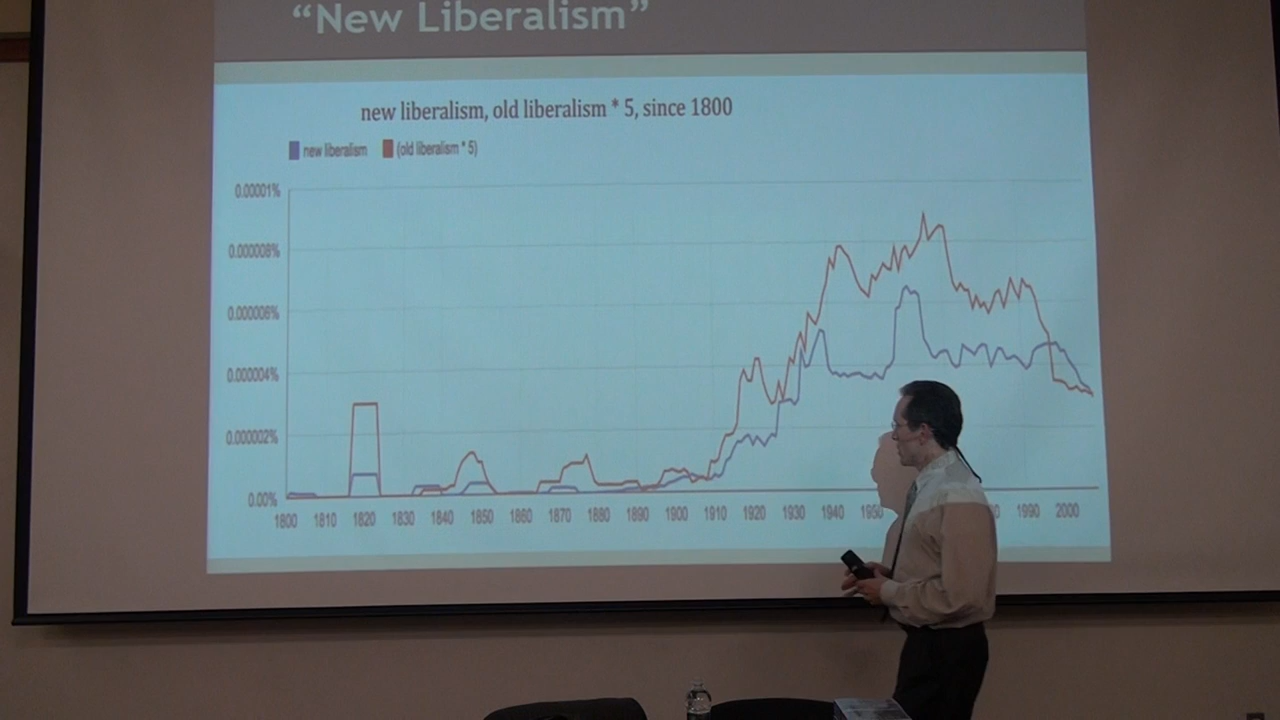 “New Liberalism”
new liberalism, old liberalism * 5, since 1800
new liberalism (old liberalism * 5)
0.00001%
0.000008%
0.000006%
0.000004%
0.000002%
0.00%
1800 1810 1820 1830 1840 1850 1860 1870 1880 1890 1900 1910 1920 1930 1940 1950 1990 2000